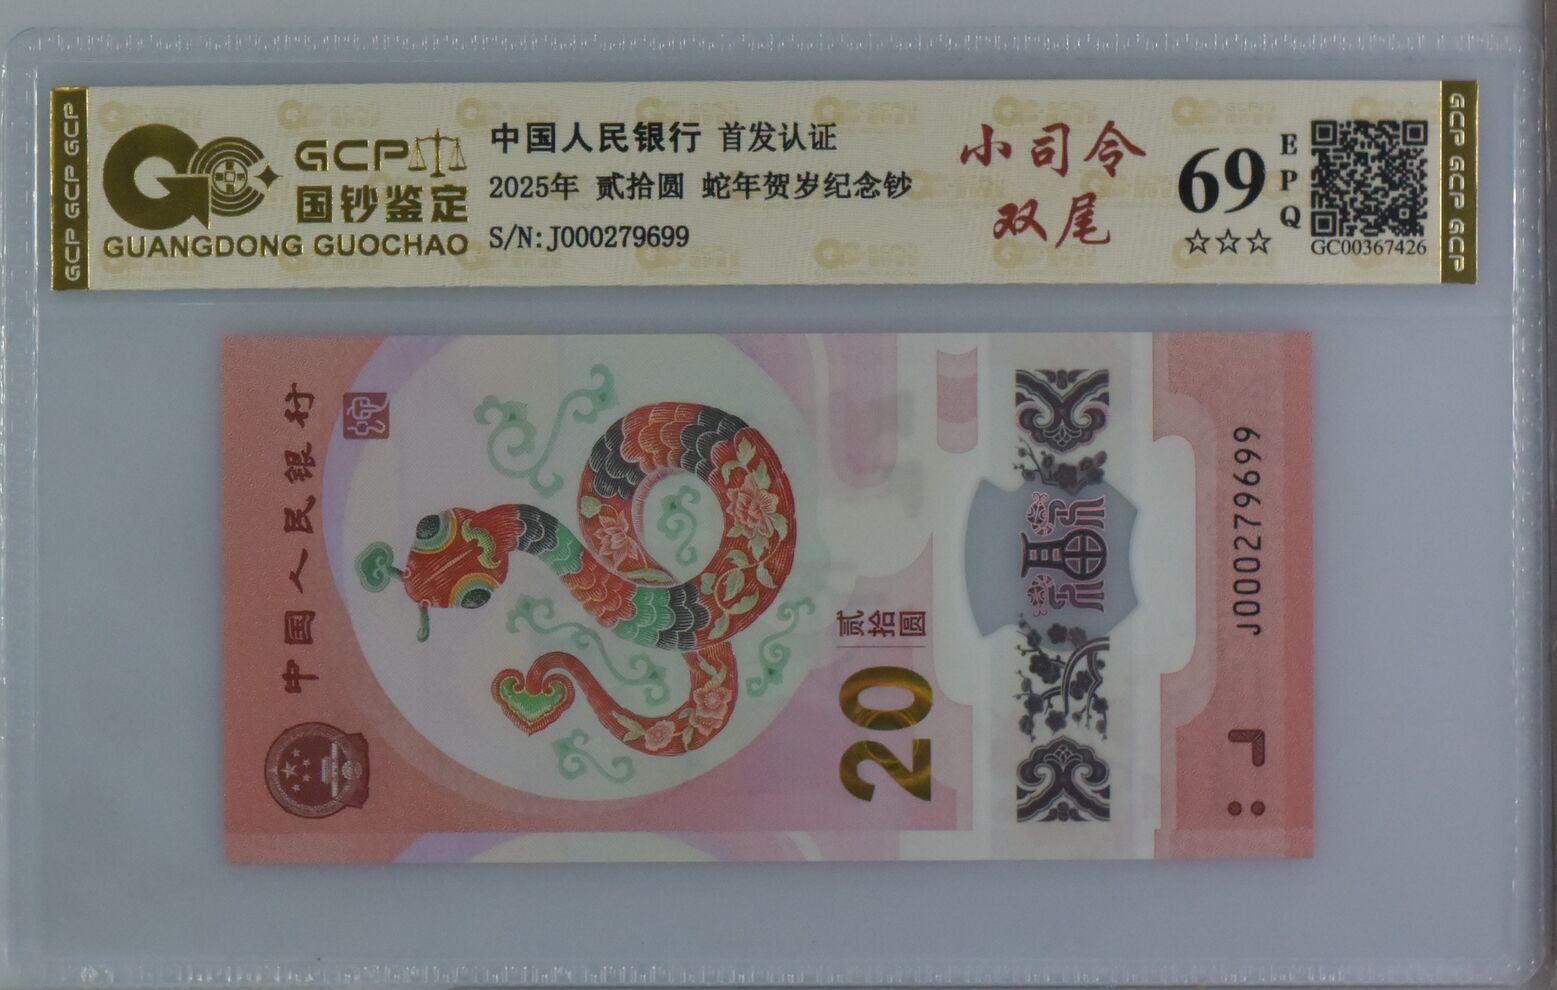 GCP GCP GCP
GCP
国钞鉴定
GUANGDONG GUOCHAO
中国人民银行 首发认证
2025年 贰拾圆 蛇年贺岁纪念钞
S/N:J000279699
小司令
双尾
69
EPQ
☆☆☆
GC00367426
GCP GCP GCP
中国人民银行
贰拾圆
20
福
J000279699